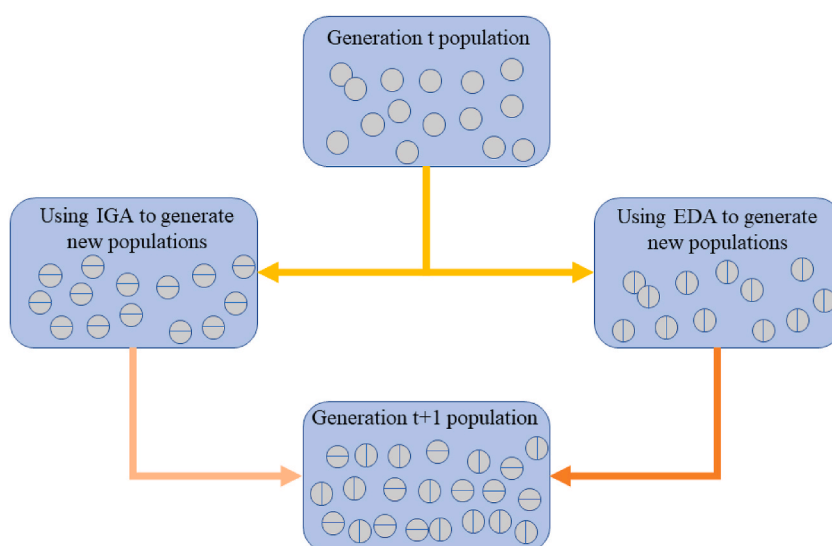 Generation t population
Using IGA to generate
new populations
Using EDA to generate
new populations
Generation t+1 population